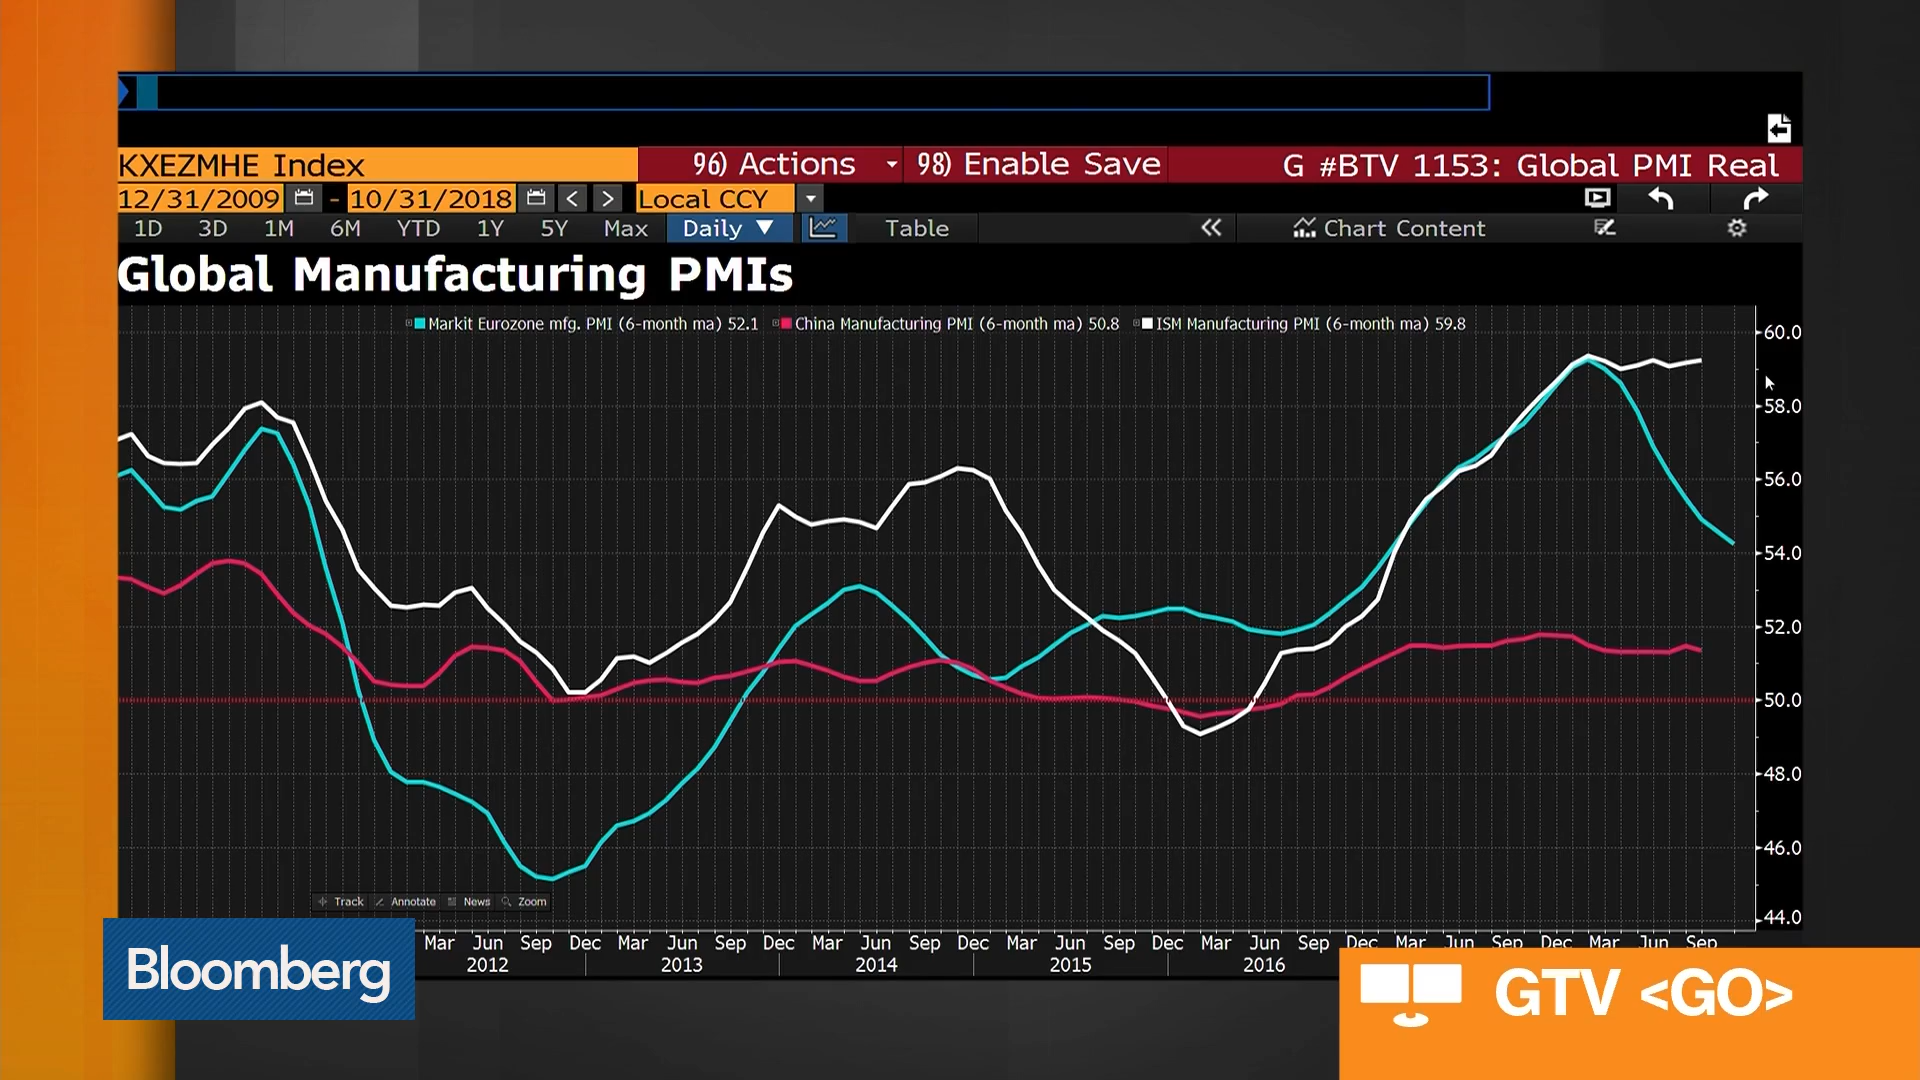 KXEZMHE Index 96) Actions 98) Enable Save G #BTV 1153: Global PMI Real
12/31/2009 - 10/31/2018 < > Local CCY
1D 3D 1M 6M YTD 1Y 5Y Max Daily ▼ Table « Chart Content
Global Manufacturing PMIs
Markit Eurozone mfg. PMI (6-month ma) 52.1 China Manufacturing PMI (6-month ma) 50.8 ISM Manufacturing PMI (6-month ma) 59.8
60.0
58.0
56.0
54.0
52.0
50.0
48.0
46.0
44.0
Track Annotate News Zoom
Mar Jun Sep Dec Mar Jun Sep Dec Mar Jun Sep Dec Mar Jun Sep Dec Mar Jun Sep Dec Mar Jun Sep Dec Mar Jun Sep
2012 2013 2014 2015 2016
Bloomberg
GTV <GO>